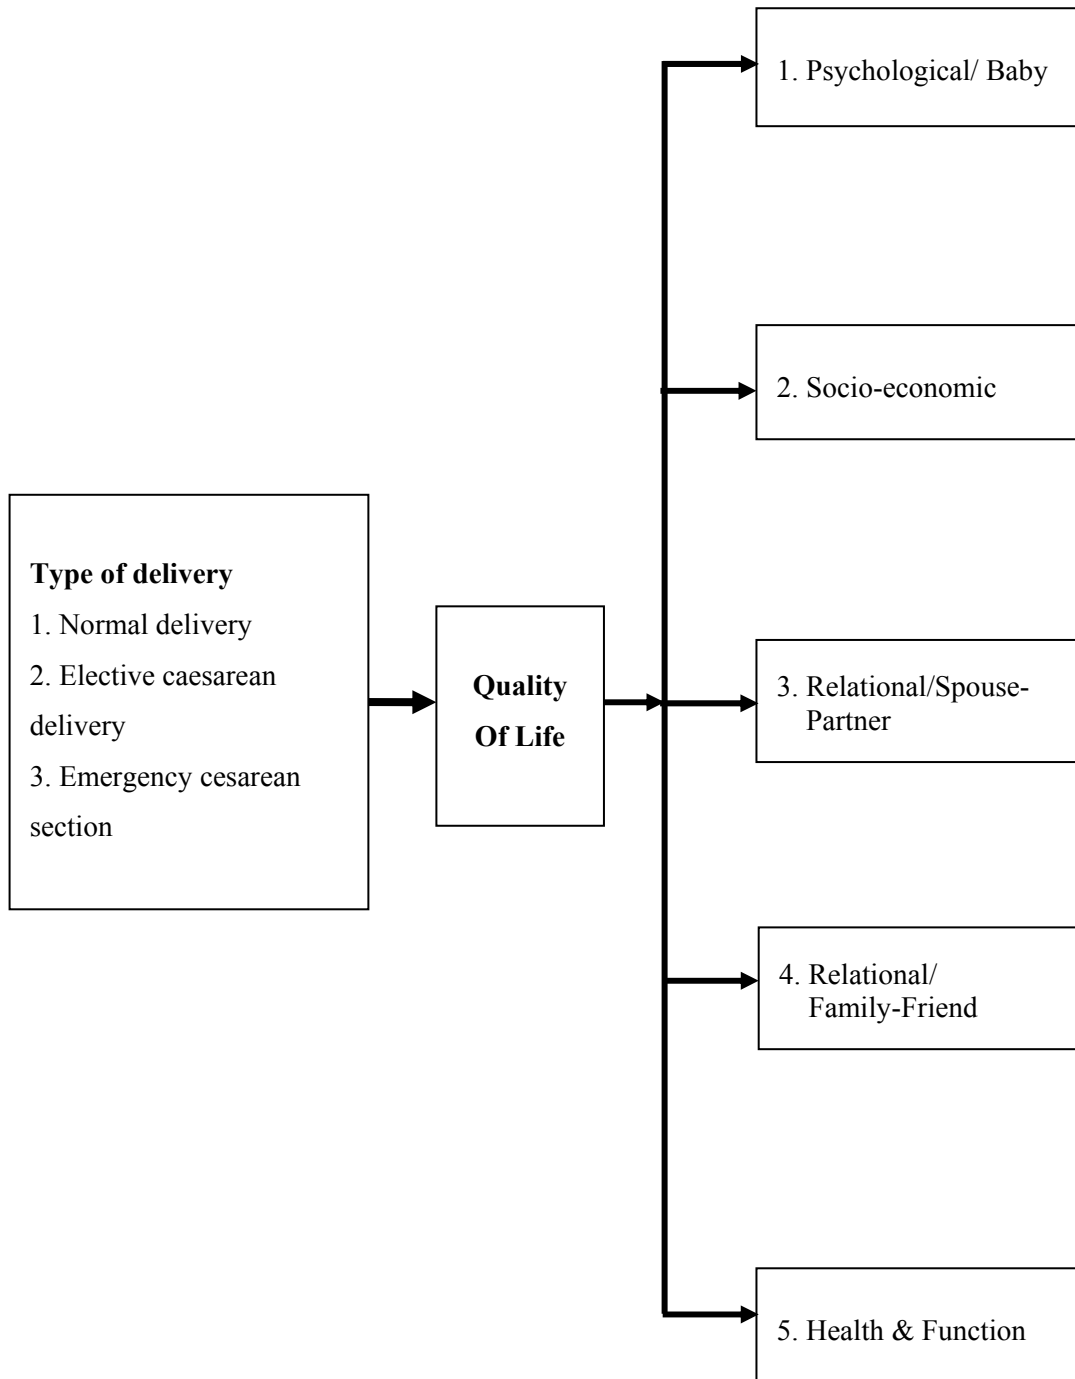 Type of delivery
1. Normal delivery
2. Elective caesarean
delivery
3. Emergency cesarean
section
Quality
Of Life
1. Psychological/ Baby
2. Socio-economic
3. Relational/Spouse-
Partner
4. Relational/
Family-Friend
5. Health & Function